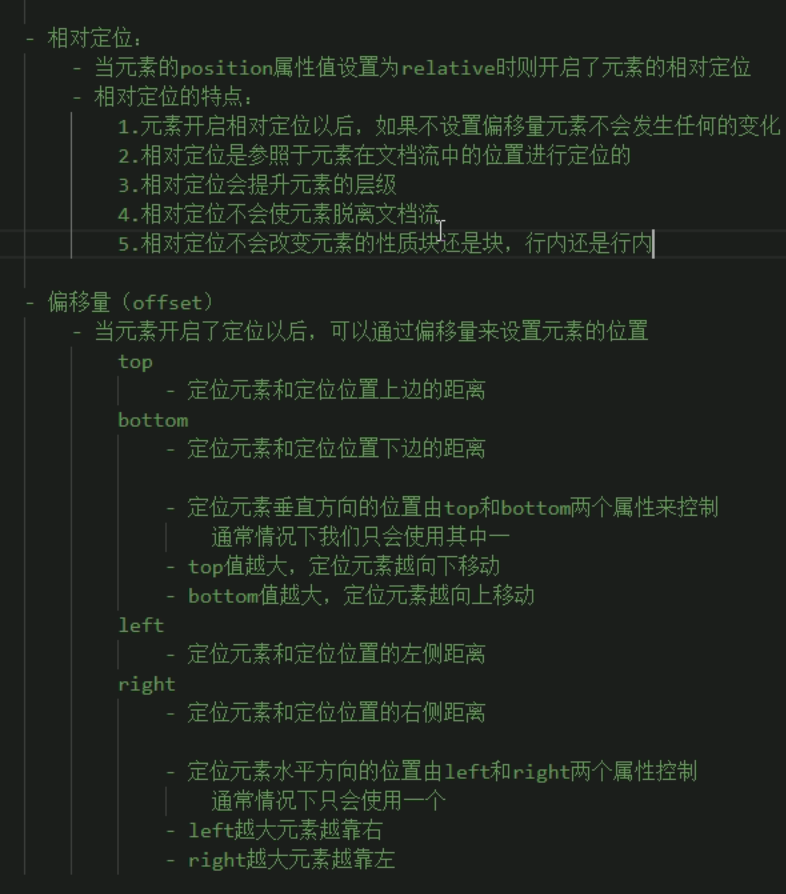 - 相对定位：
- 当元素的position属性值设置为relative时则开启了元素的相对定位
- 相对定位的特点：
1.元素开启相对定位以后，如果不设置偏移量元素不会发生任何的变化
2.相对定位是参照于元素在文档流中的位置进行定位的
3.相对定位会提升元素的层级
4.相对定位不会使元素脱离文档流
5.相对定位不会改变元素的性质块还是块，行内还是行内
- 偏移量（offset）
- 当元素开启了定位以后，可以通过偏移量来设置元素的位置
top
- 定位元素和定位位置上边的距离
bottom
- 定位元素和定位位置下边的距离
- 定位元素垂直方向的位置由top和bottom两个属性来控制
通常情况下我们只会使用其中一
- top值越大，定位元素越向下移动
- bottom值越大，定位元素越向上移动
left
- 定位元素和定位位置的左侧距离
right
- 定位元素和定位位置的右侧距离
- 定位元素水平方向的位置由left和right两个属性控制
通常情况下只会使用一个
- left越大元素越靠右
- right越大元素越靠左